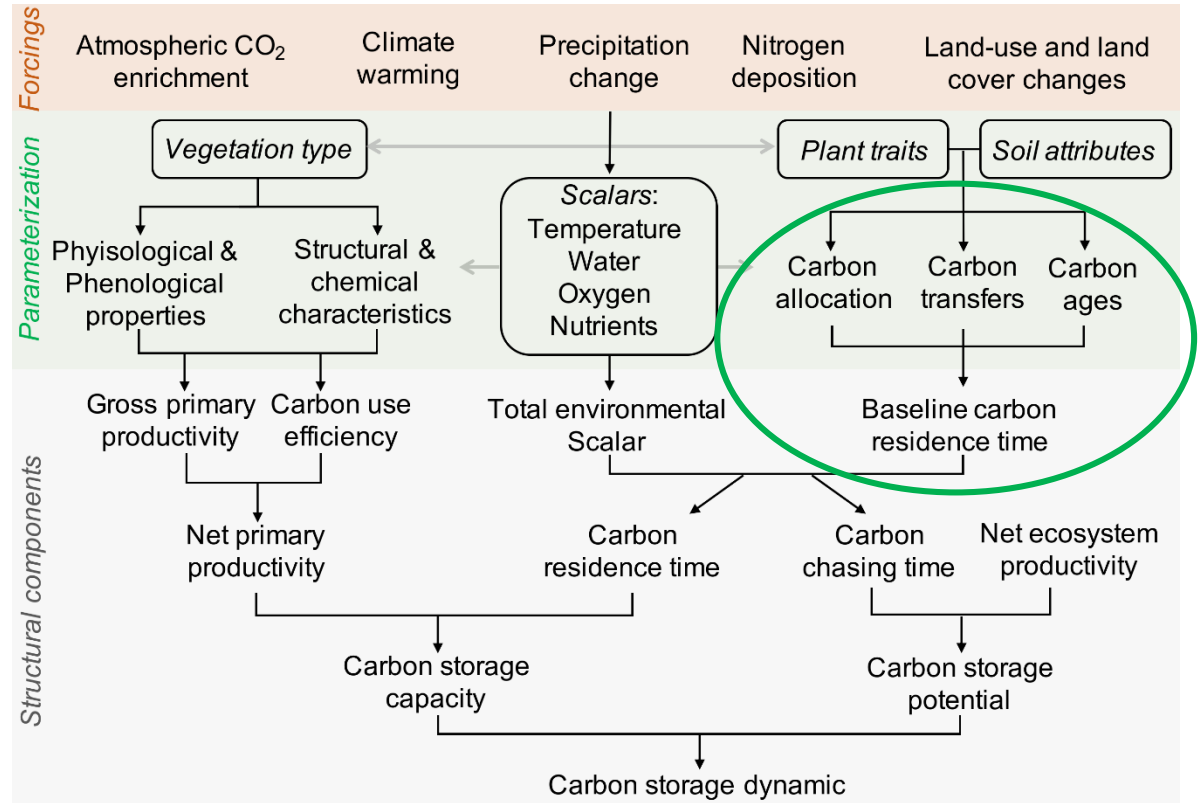 Forcings
Atmospheric CO₂
enrichment
Climate
warming
Precipitation
change
Nitrogen
deposition
Land-use and land
cover changes
Parameterization
Vegetation type
Plant traits
Soil attributes
Scalars:
Temperature
Water
Oxygen
Nutrients
Phyisological &
Phenological
properties
Structural &
chemical
characteristics
Carbon
allocation
Carbon
transfers
Carbon
ages
Structural components
Gross primary
productivity
Carbon use
efficiency
Total environmental
Scalar
Baseline carbon
residence time
Net primary
productivity
Carbon
residence time
Carbon
chasing time
Net ecosystem
productivity
Carbon storage
capacity
Carbon storage
potential
Carbon storage dynamic